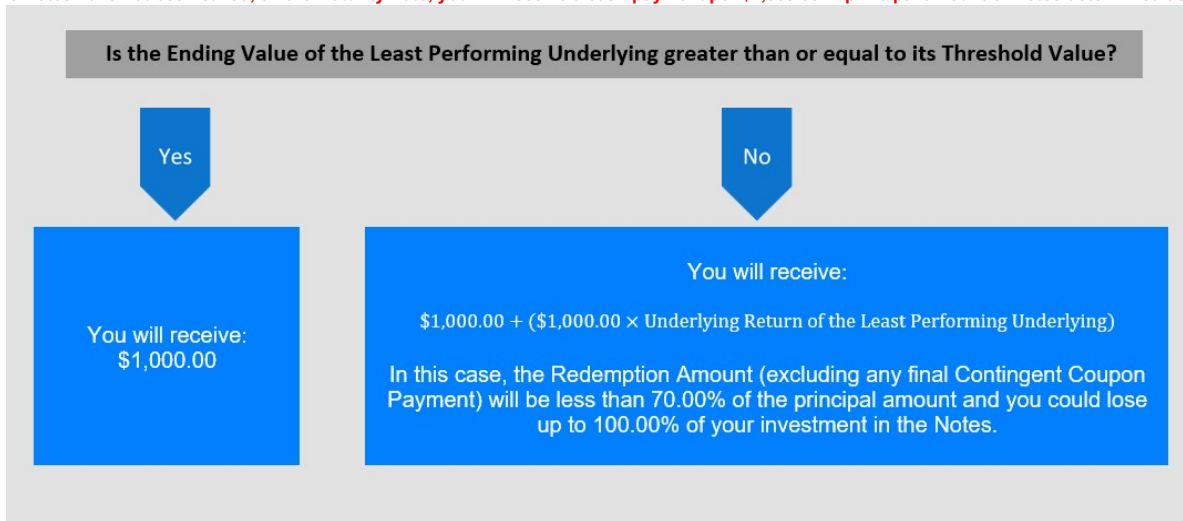 Is the Ending Value of the Least Performing Underlying greater than or equal to its Threshold Value?
Yes
No
You will receive:
$1,000.00
You will receive:
$1,000.00 + ($1,000.00 × Underlying Return of the Least Performing Underlying)
In this case, the Redemption Amount (excluding any final Contingent Coupon
Payment) will be less than 70.00% of the principal amount and you could lose
up to 100.00% of your investment in the Notes.